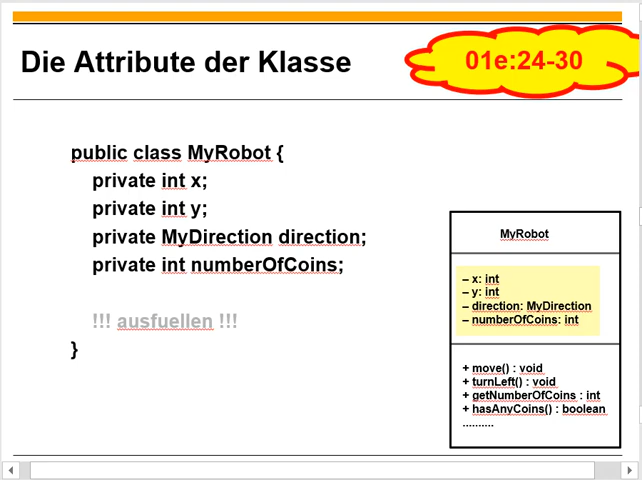 Die Attribute der Klasse
01e:24-30
public class MyRobot {
private int x;
private int y;
private MyDirection direction;
private int numberOfCoins;
!!! ausfuellen !!!
}
MyRobot
– x: int
– y: int
– direction: MyDirection
– numberOfCoins: int
+ move() : void
+ turnLeft() : void
+ getNumberOfCoins : int
+ hasAnyCoins() : boolean
..........